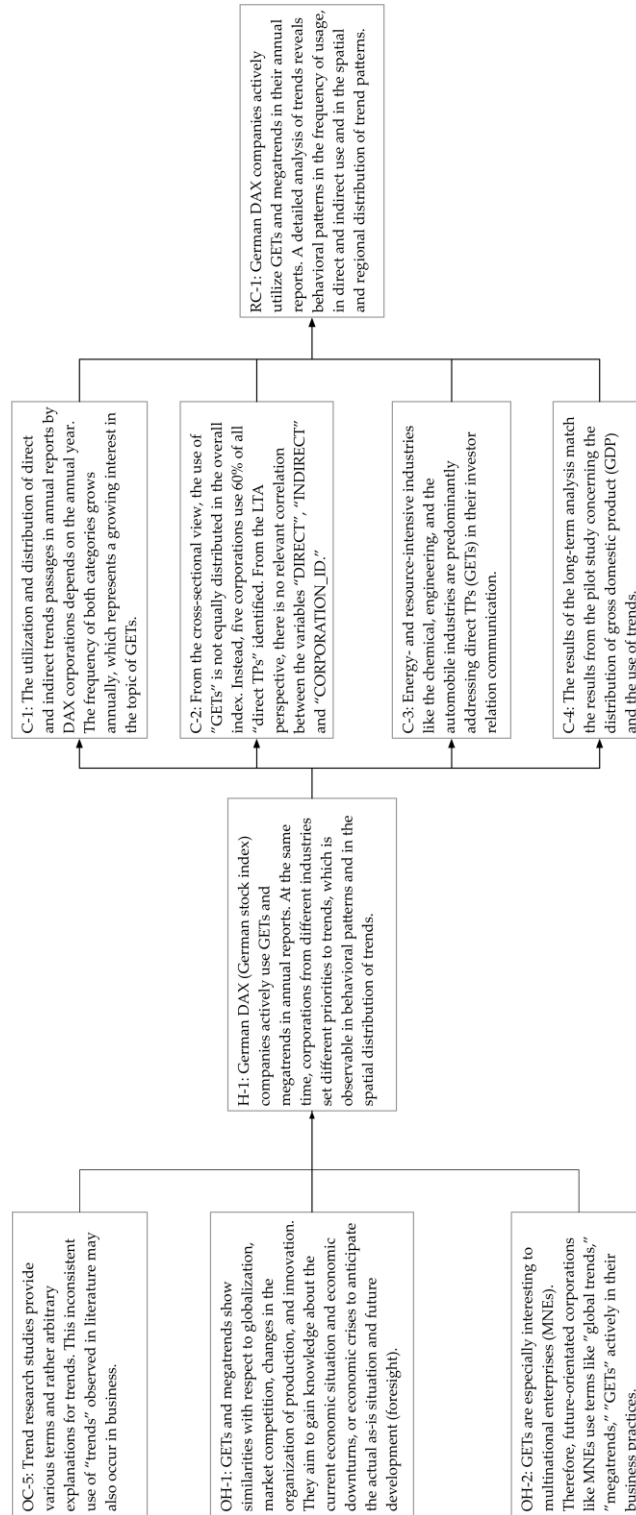 OC-5: Trend research studies provide
various terms and rather arbitrary
explanations for trends. This inconsistent
use of "trends" observed in literature may
also occur in business.
OH-1: GETs and megatrends show
similarities with respect to globalization,
market competition, changes in the
organization of production, and innovation.
They aim to gain knowledge about the
current economic situation and economic
downturns, or economic crises to anticipate
the actual as-is situation and future
development (foresight).
OH-2: GETs are especially interesting to
multinational enterprises (MNEs).
Therefore, future-orientated corporations
like MNEs use terms like "global trends,"
"megatrends," "GETs" actively in their
business practices.
H-1: German DAX (German stock index)
companies actively use GETs and
megatrends in annual reports. At the same
time, corporations from different industries
set different priorities to trends, which is
observable in behavioral patterns and in the
spatial distribution of trends.
C-1: The utilization and distribution of direct
and indirect trends passages in annual reports by
DAX corporations depends on the annual year.
The frequency of both categories grows
annually, which represents a growing interest in
the topic of GETs.
C-2: From the cross-sectional view, the use of
"GETs" is not equally distributed in the overall
index. Instead, five corporations use 60% of all
"direct TPs" identified. From the LTA
perspective, there is no relevant correlation
between the variables "DIRECT", "INDIRECT"
and "CORPORATION_ID."
C-3: Energy- and resource-intensive industries
like the chemical, engineering, and the
automobile industries are predominantly
addressing direct TPs (GETs) in their investor
relation communication.
C-4: The results of the long-term analysis match
the results from the pilot study concerning the
distribution of gross domestic product (GDP)
and the use of trends.
RC-1: German DAX companies actively
utilize GETs and megatrends in their annual
reports. A detailed analysis of trends reveals
behavioral patterns in the frequency of usage,
in direct and indirect use and in the spatial
and regional distribution of trend patterns.